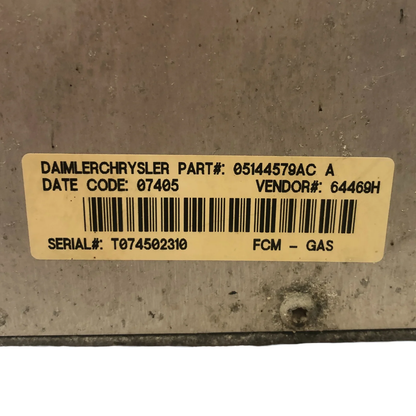 DAIMLERCHRYSLER PART#: 05144579AC A
DATE CODE: 07405 VENDOR#: 64469H
SERIAL#: T074502310 FCM - GAS